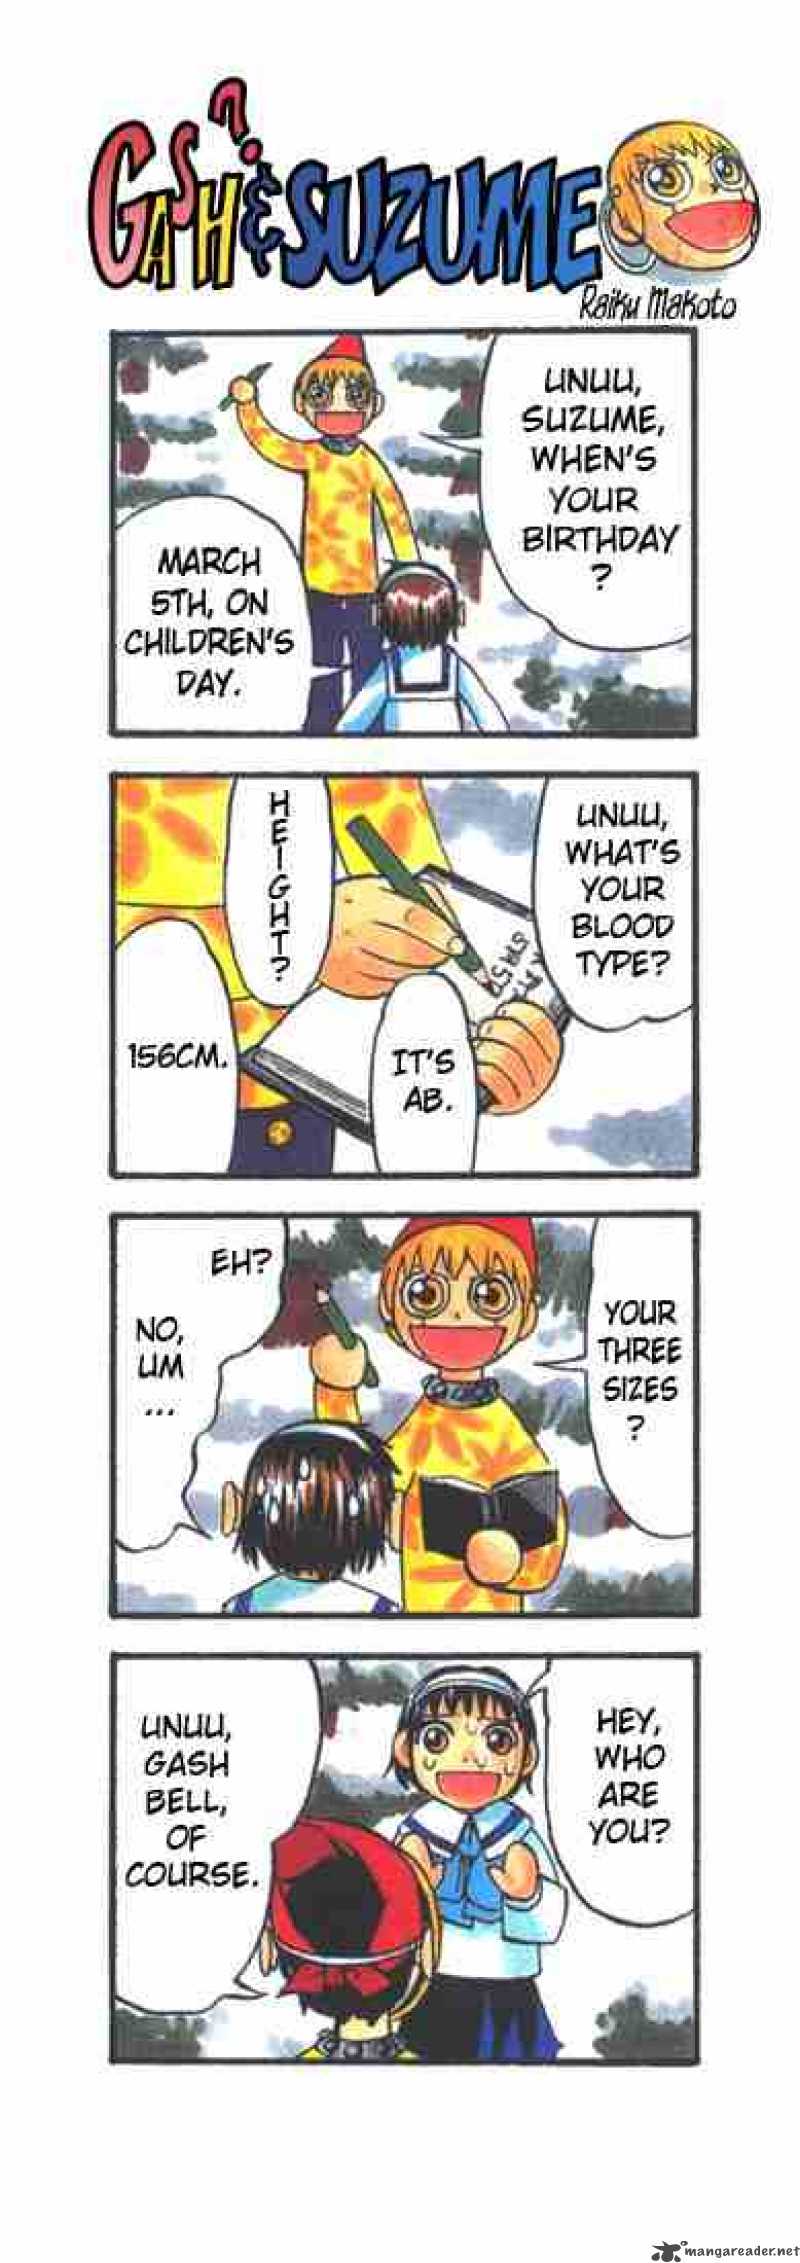 GASH? & SUZUME
Raiku Makoto
UNUU,
SUZUME,
WHEN'S
YOUR
BIRTHDAY
?
MARCH
5TH, ON
CHILDREN'S
DAY.
UNUU,
WHAT'S
YOUR
BLOOD
TYPE?
IT'S
AB.
HEIGHT?
156CM.
YOUR
THREE
SIZES
?
EH?
NO,
UM
...
HEY,
WHO
ARE
YOU?
UNUU,
GASH
BELL,
OF
COURSE.
mangareader.net